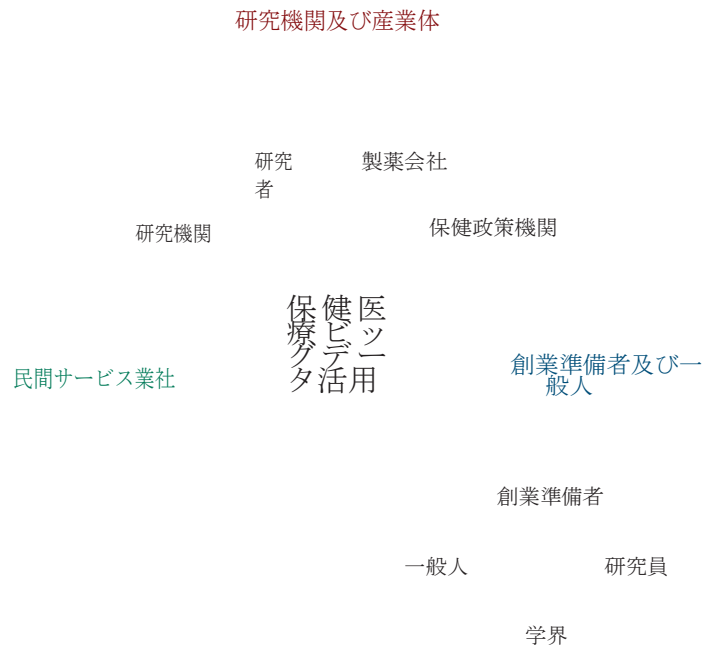 研究機関及び産業体
研究
者
製薬会社
研究機関
保健政策機関
保健医
療ビッ
グデー
タ活用
民間サービス業社
創業準備者及び一
般人
創業準備者
一般人
研究員
学界